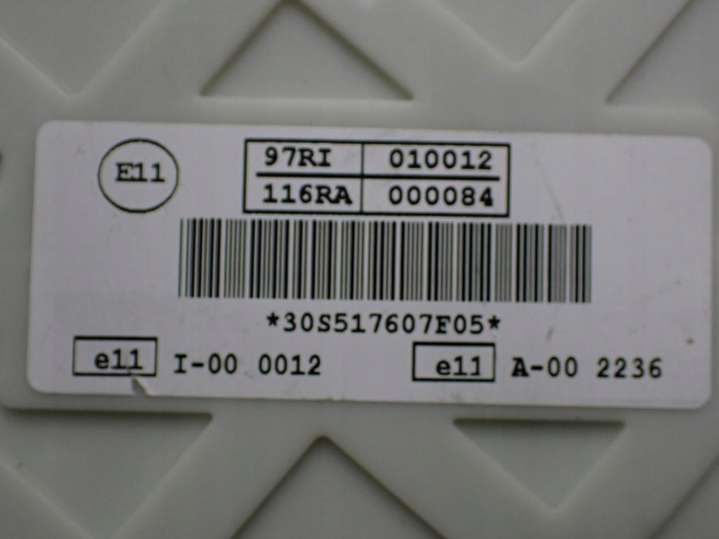 E11
97RI 010012
116RA 000084
*30S517607F05*
e11 I-00 0012 e11 A-00 2236